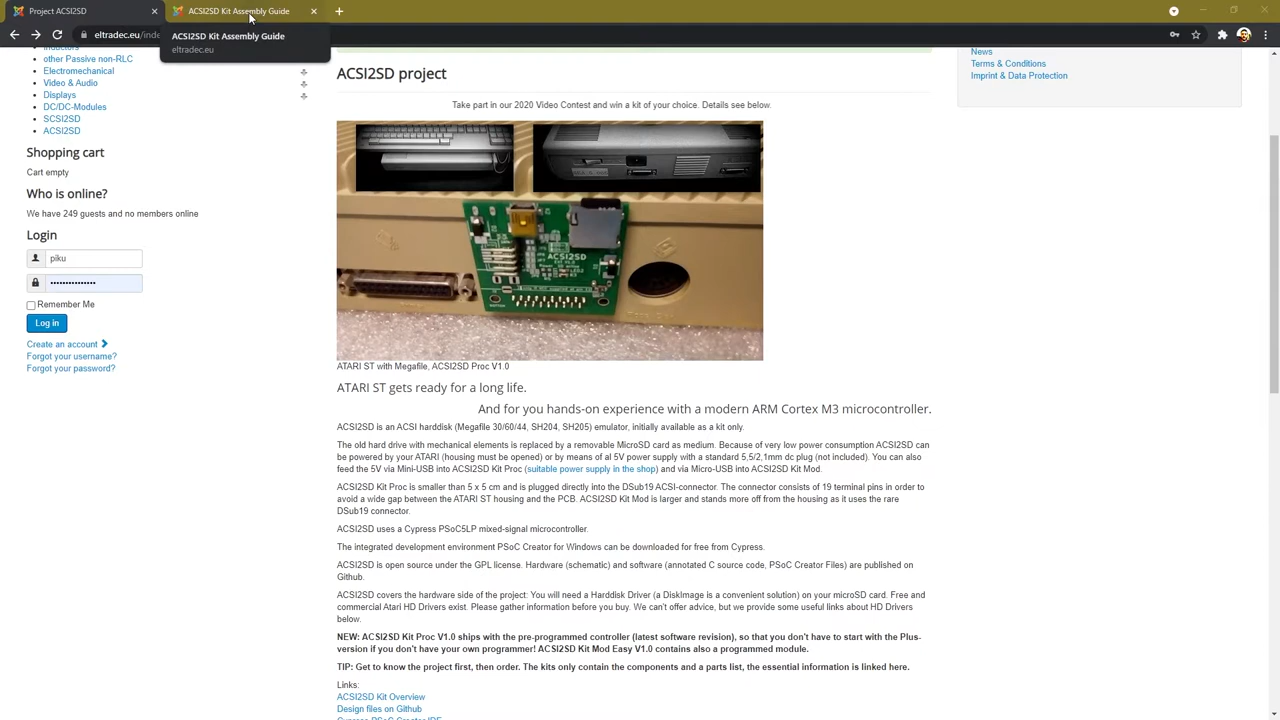 Project ACSI2SD
ACSI2SD Kit Assembly Guide
eltradec.eu/inde
ACSI2SD Kit Assembly Guide
eltradec.eu
Inductors
other Passive non-RLC
Electromechanical
Video & Audio
Displays
DC/DC-Modules
SCSI2SD
ACSI2SD
Shopping cart
Cart empty
Who is online?
We have 249 guests and no members online
Login
piku
Remember Me
Log in
Create an account
Forgot your username?
Forgot your password?
ACSI2SD project
Take part in our 2020 Video Contest and win a kit of your choice. Details see below.
ACSI2SD
ATARI ST with Megafile, ACSI2SD Proc V1.0
ATARI ST gets ready for a long life.
And for you hands-on experience with a modern ARM Cortex M3 microcontroller.
ACSI2SD is an ACSI harddisk (Megafile 30/60/44, SH204, SH205) emulator, initially available as a kit only.
The old hard drive with mechanical elements is replaced by a removable MicroSD card as medium. Because of very low power consumption ACSI2SD can
be powered by your ATARI (housing must be opened) or by means of al 5V power supply with a standard 5,5/2,1mm dc plug (not included). You can also
feed the 5V via Mini-USB into ACSI2SD Kit Proc (suitable power supply in the shop) and via Micro-USB into ACSI2SD Kit Mod.
ACSI2SD Kit Proc is smaller than 5 x 5 cm and is plugged directly into the DSub19 ACSI-connector. The connector consists of 19 terminal pins in order to
avoid a wide gap between the ATARI ST housing and the PCB. ACSI2SD Kit Mod is larger and stands more off from the housing as it uses the rare
DSub19 connector.
ACSI2SD uses a Cypress PSoC5LP mixed-signal microcontroller.
The integrated development environment PSoC Creator for Windows can be downloaded for free from Cypress.
ACSI2SD is open source under the GPL license. Hardware (schematic) and software (annotated C source code, PSoC Creator Files) are published on
Github.
ACSI2SD covers the hardware side of the project: You will need a Harddisk Driver (a DiskImage is a convenient solution) on your microSD card. Free and
commercial Atari HD Drivers exist. Please gather information before you buy. We can't offer advice, but we provide some useful links about HD Drivers
below.
NEW: ACSI2SD Kit Proc V1.0 ships with the pre-programmed controller (latest software revision), so that you don't have to start with the Plus-
version if you don't have your own programmer! ACSI2SD Kit Mod Easy V1.0 contains also a programmed module.
TIP: Get to know the project first, then order. The kits only contain the components and a parts list, the essential information is linked here.
Links:
ACSI2SD Kit Overview
Design files on Github
Cypress PSoC Creator IDE
News
Terms & Conditions
Imprint & Data Protection